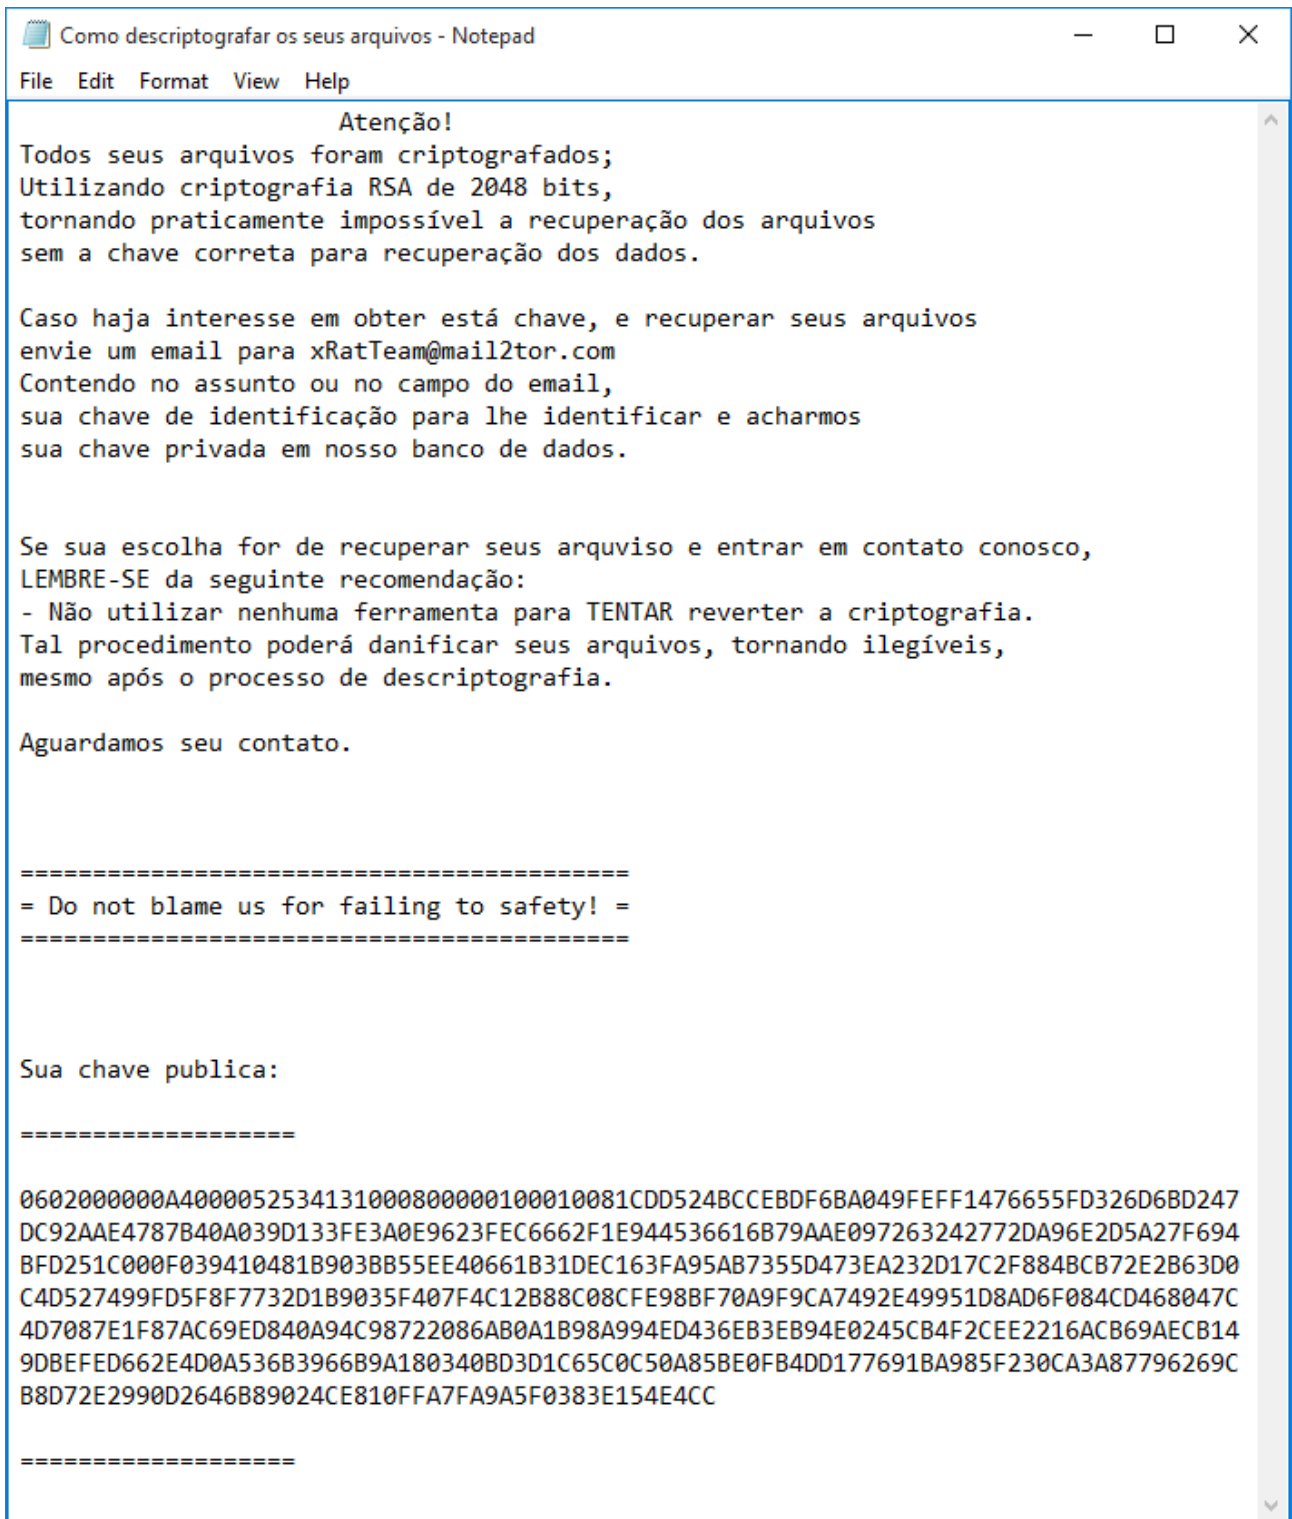 Como descriptografar os seus arquivos - Notepad
File Edit Format View Help
Atenção!
Todos seus arquivos foram criptografados;
Utilizando criptografia RSA de 2048 bits,
tornando praticamente impossível a recuperação dos arquivos
sem a chave correta para recuperação dos dados.
Caso haja interesse em obter está chave, e recuperar seus arquivos
envie um email para xRatTeam@mail2tor.com
Contendo no assunto ou no campo do email,
sua chave de identificação para lhe identificar e acharmos
sua chave privada em nosso banco de dados.
Se sua escolha for de recuperar seus arquviso e entrar em contato conosco,
LEMBRE-SE da seguinte recomendação:
- Não utilizar nenhuma ferramenta para TENTAR reverter a criptografia.
Tal procedimento poderá danificar seus arquivos, tornando ilegíveis,
mesmo após o processo de descriptografia.
Aguardamos seu contato.
==========================================
= Do not blame us for failing to safety! =
==========================================
Sua chave publica:
===================
0602000000A40000525341310008000001000100​81CDD524BCCEBDF6BA049FEFF1476655FD326D6BD247
DC92AAE4787B40A039D133FE3A0E9623FEC6662F1E944536616B79AAE097263242772DA96E2D5A27F694
BFD251C000F039410481B903BB55EE40661B31DEC163FA95AB7355D473EA232D17C2F884BCB72E2B63D0
C4D527499FD5F8F7732D1B9035F407F4C12B88C08CFE98BF70A9F9CA7492E49951D8AD6F084CD468047C
4D7087E1F87AC69ED840A94C98722086AB0A1B98A994ED436EB3EB94E0245CB4F2CEE2216ACB69AECB14
9DBEFED662E4D0A536B3966B9A180340BD3D1C65C0C50A85BE0FB4DD177691BA985F230CA3A87796269C
B8D72E2990D2646B89024CE810FFA7FA9A5F0383E154E4CC
===================